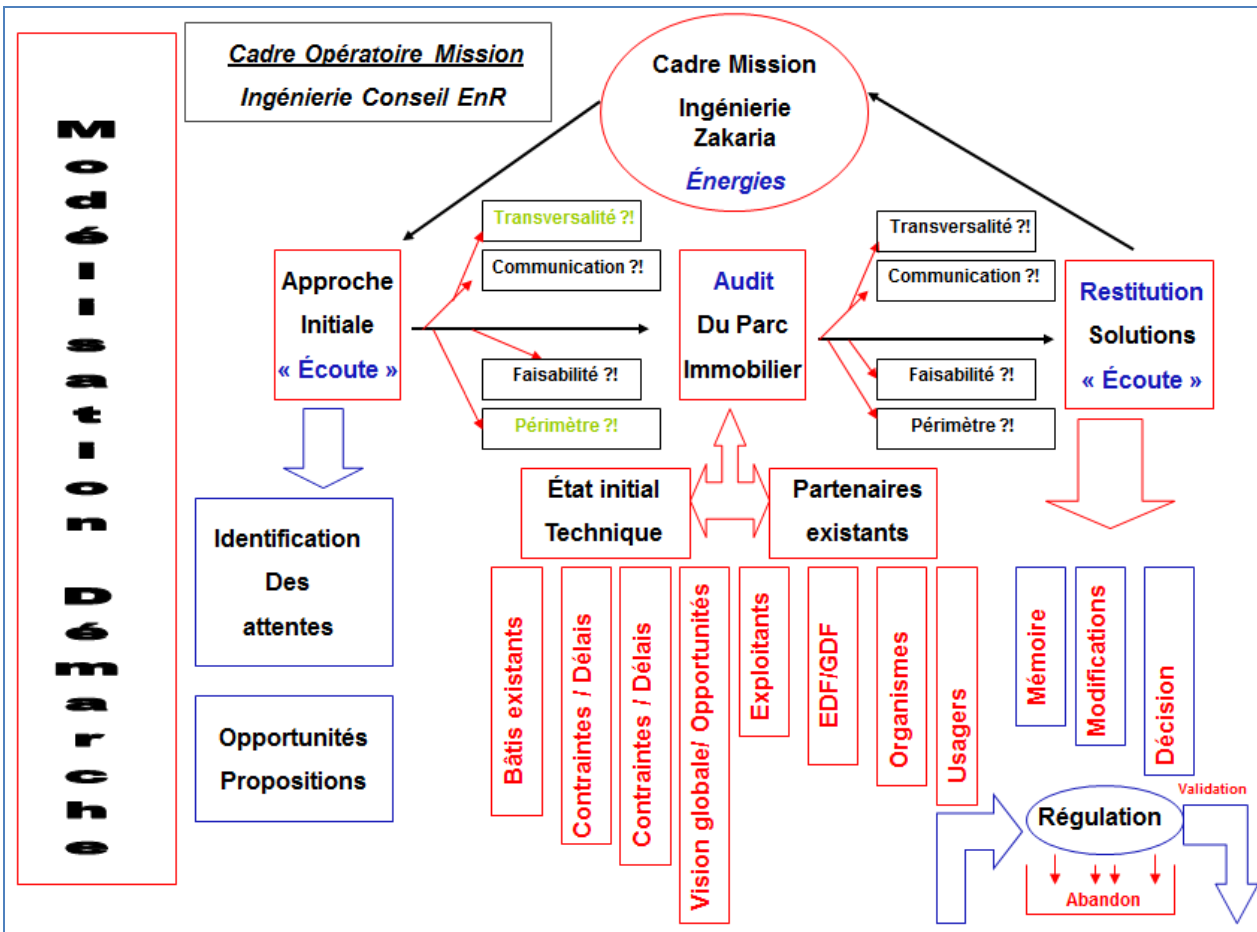 Modélisation Démarche
Cadre Opératoire Mission
Ingénierie Conseil EnR
Cadre Mission
Ingénierie
Zakaria
Énergies
Approche
Initiale
« Écoute »
Transversalité ?!
Communication ?!
Faisabilité ?!
Périmètre ?!
Audit
Du Parc
Immobilier
Transversalité ?!
Communication ?!
Faisabilité ?!
Périmètre ?!
Restitution
Solutions
« Écoute »
Identification
Des
attentes
Opportunités
Propositions
État initial
Technique
Partenaires
existants
Bâtis existants
Contraintes / Délais
Contraintes / Délais
Vision globale/ Opportunités
Exploitants
EDF/GDF
Organismes
Usagers
Mémoire
Modifications
Décision
Régulation
Validation
Abandon